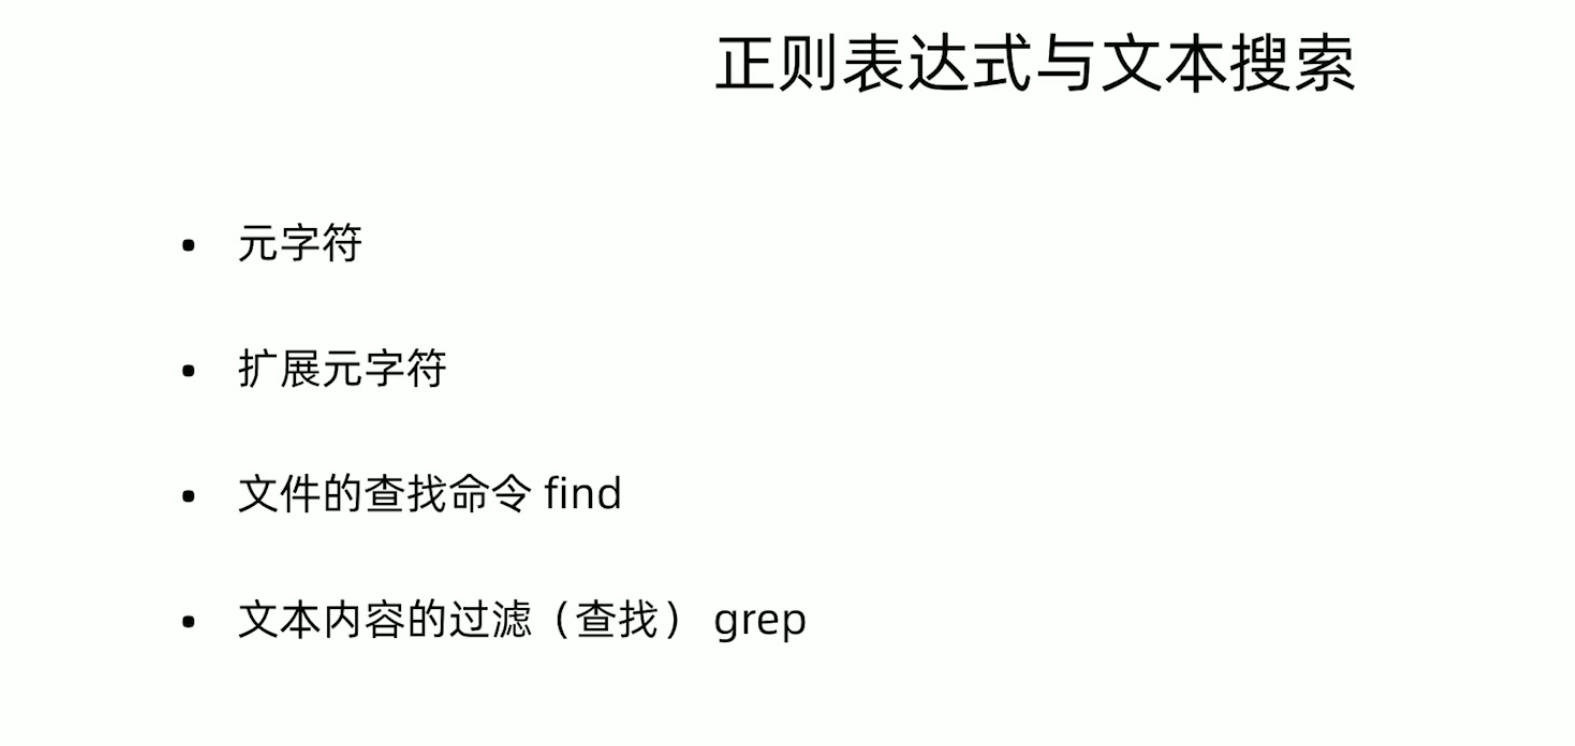 正则表达式与文本搜索
• 元字符
• 扩展元字符
• 文件的查找命令 find
• 文本内容的过滤（查找） grep